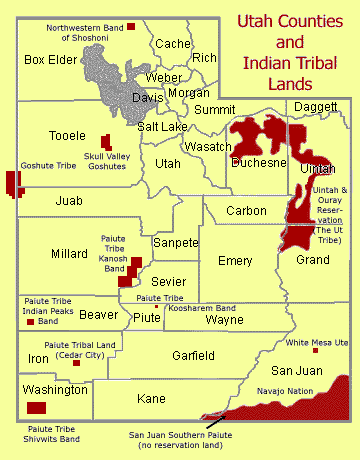 Utah Counties
and
Indian Tribal
Lands
Northwestern Band
of Shoshoni
Box Elder
Cache
Rich
Weber
Morgan
Davis
Summit
Daggett
Salt Lake
Tooele
Skull Valley
Goshutes
Goshute Tribe
Utah
Wasatch
Duchesne
Uintah
Uintah &
Ouray
Reser-
vation
(The Ut
Tribe)
Juab
Carbon
Millard
Paiute
Tribe
Kanosh
Band
Sanpete
Emery
Grand
Sevier
Paiute Tribe
Koosharem Band
Paiute Tribe
Indian Peaks
Band
Beaver
Piute
Wayne
Paiute Tribal Land
(Cedar City)
Iron
Garfield
White Mesa Ute
San Juan
Washington
Kane
Navajo Nation
Paiute Tribe
Shivwits Band
San Juan Southern Paiute
(no reservation land)